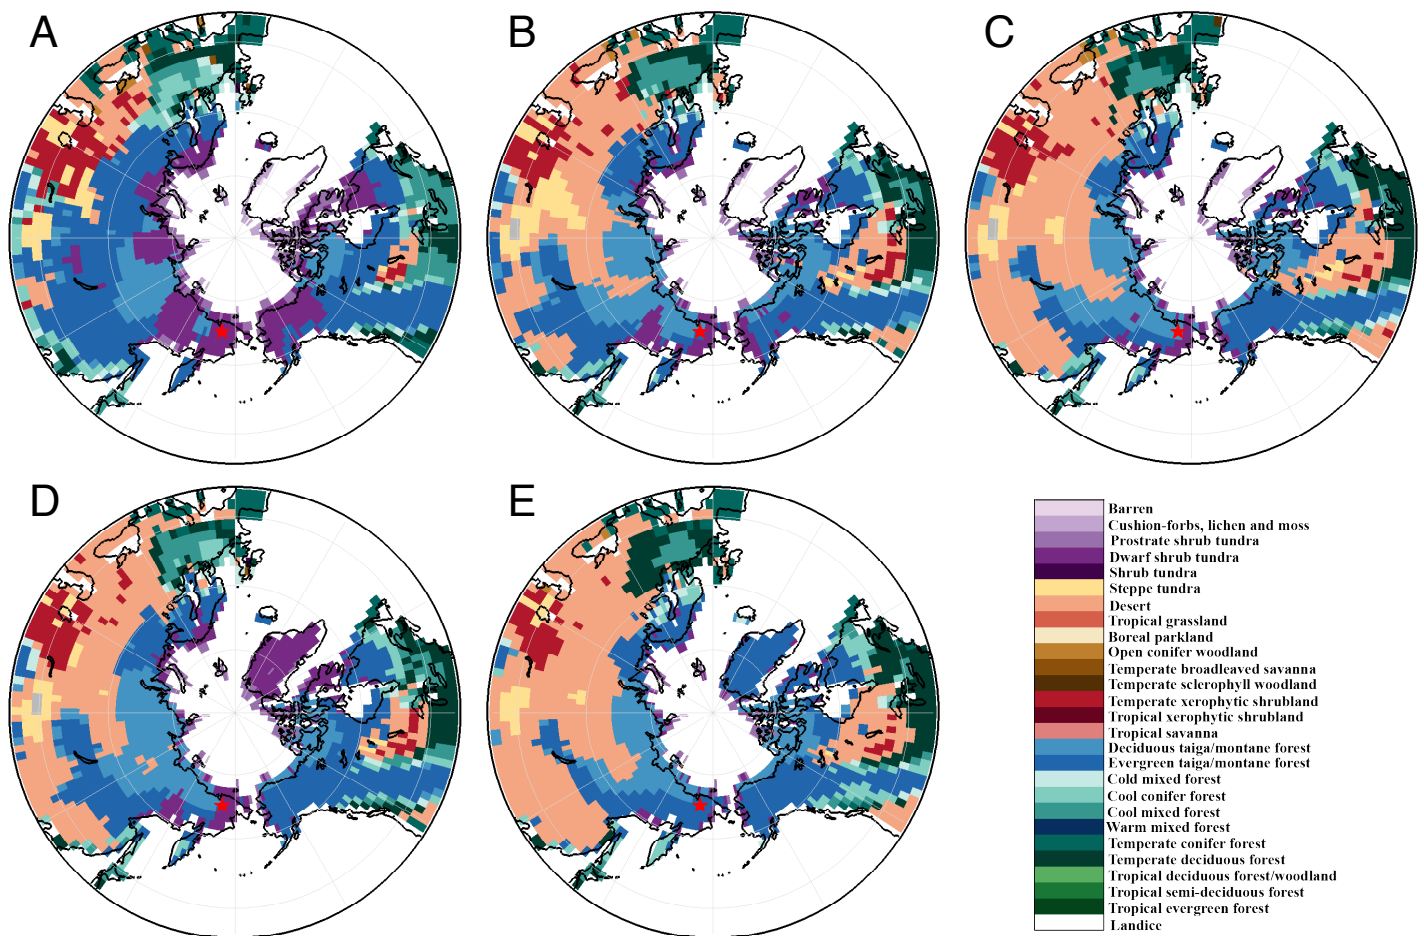 A
B
C
D
E
Barren
Cushion-forbs, lichen and moss
Prostrate shrub tundra
Dwarf shrub tundra
Shrub tundra
Steppe tundra
Desert
Tropical grassland
Boreal parkland
Open conifer woodland
Temperate broadleaved savanna
Temperate sclerophyll woodland
Temperate xerophytic shrubland
Tropical xerophytic shrubland
Tropical savanna
Deciduous taiga/montane forest
Evergreen taiga/montane forest
Cold mixed forest
Cool conifer forest
Cool mixed forest
Warm mixed forest
Temperate conifer forest
Temperate deciduous forest
Tropical deciduous forest/woodland
Tropical semi-deciduous forest
Tropical evergreen forest
Landice